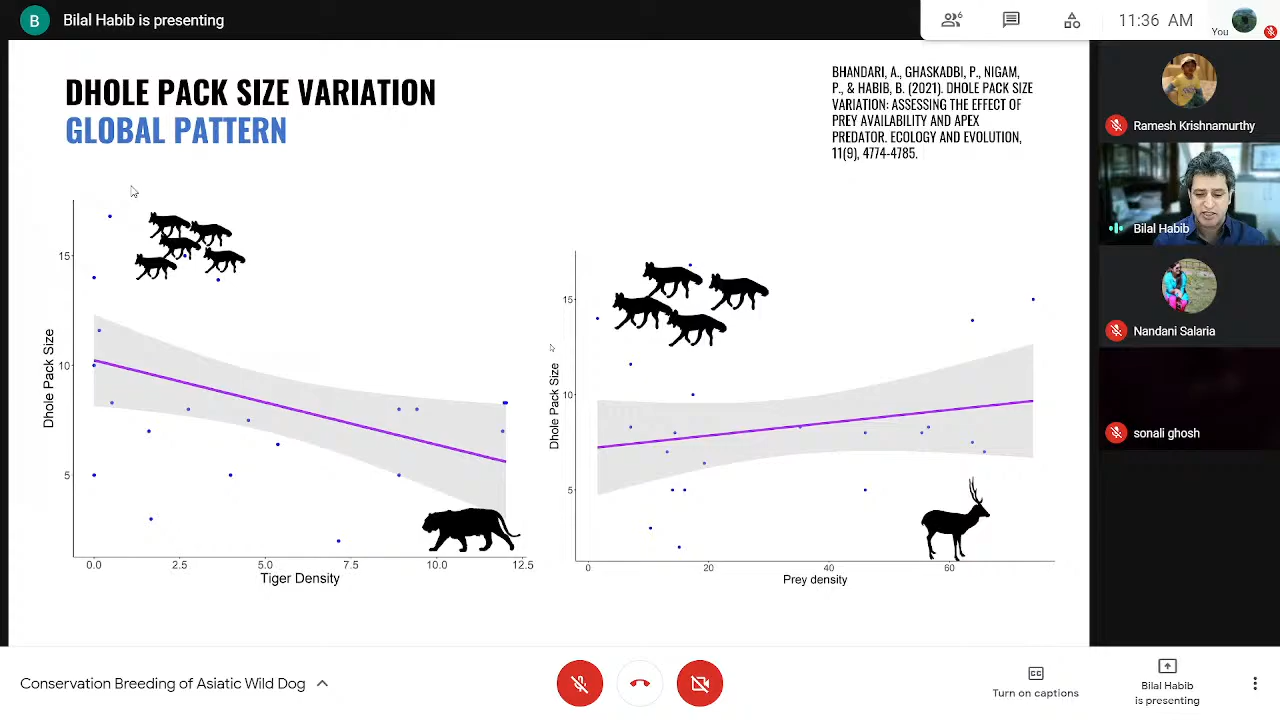 B
Bilal Habib is presenting
6
11:36 AM
You
DHOLE PACK SIZE VARIATION
GLOBAL PATTERN
BHANDARI, A., GHASKADBI, P., NIGAM,
P., & HABIB, B. (2021). DHOLE PACK SIZE
VARIATION: ASSESSING THE EFFECT OF
PREY AVAILABILITY AND APEX
PREDATOR. ECOLOGY AND EVOLUTION,
11(9), 4774-4785.
Dhole Pack Size
15
10
5
0.0 2.5 5.0 7.5 10.0 12.5
Tiger Density
Dhole Pack Size
15
10
5
0 20 40 60
Prey density
Ramesh Krishnamurthy
Bilal Habib
Nandani Salaria
sonali ghosh
Conservation Breeding of Asiatic Wild Dog
CC
Turn on captions
Bilal Habib
is presenting